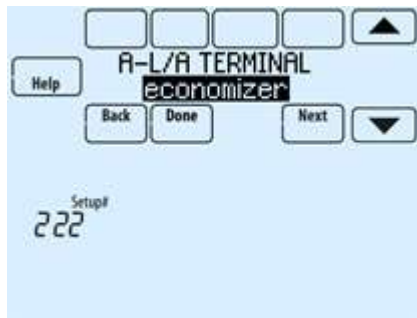 A-L/A TERMINAL
Help
economizer
Back Done Next
Setup#
222